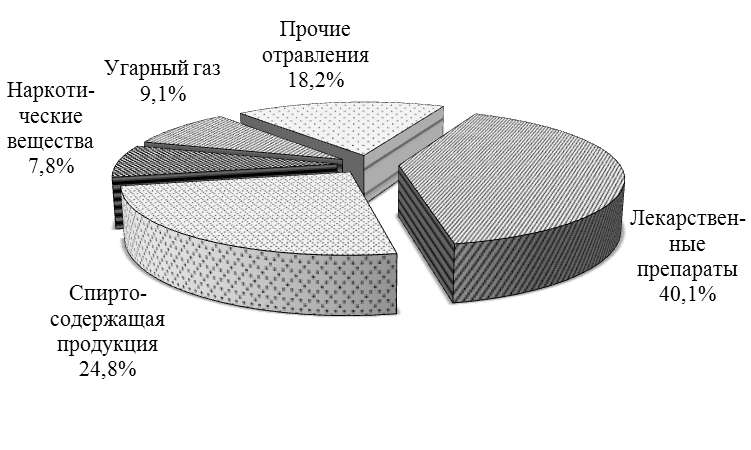 Прочие
отравления
18,2%
Угарный газ
9,1%
Наркоти-
ческие
вещества
7,8%
Лекарствен-
ные
препараты
40,1%
Спирто-
содержащая
продукция
24,8%